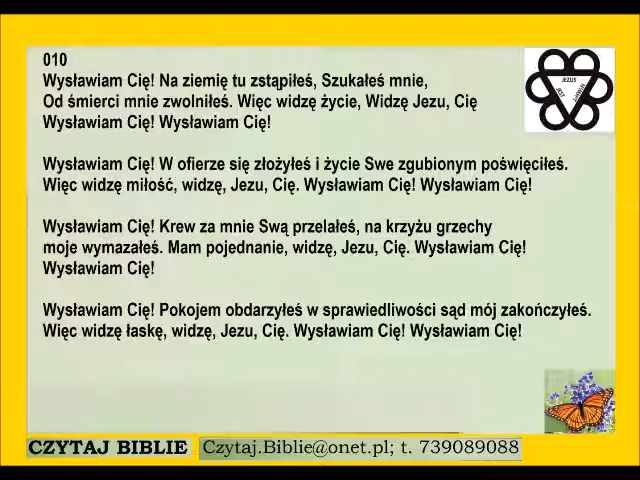 010
Wysławiam Cię! Na ziemię tu zstąpiłeś, Szukałeś mnie,
Od śmierci mnie zwolniłeś. Więc widzę życie, Widzę Jezu, Cię
Wysławiam Cię! Wysławiam Cię!
Wysławiam Cię! W ofierze się złożyłeś i życie Swe zgubionym poświęciłeś.
Więc widzę miłość, widzę, Jezu, Cię. Wysławiam Cię! Wysławiam Cię!
Wysławiam Cię! Krew za mnie Swą przelałeś, na krzyżu grzechy
moje wymazałeś. Mam pojednanie, widzę, Jezu, Cię. Wysławiam Cię!
Wysławiam Cię!
Wysławiam Cię! Pokojem obdarzyłeś w sprawiedliwości sąd mój zakończyłeś.
Więc widzę łaskę, widzę, Jezu, Cię. Wysławiam Cię! Wysławiam Cię!
JEZUS
JEST
CZYTAJ BIBLIE Czytaj.Biblie@onet.pl; t. 739089088